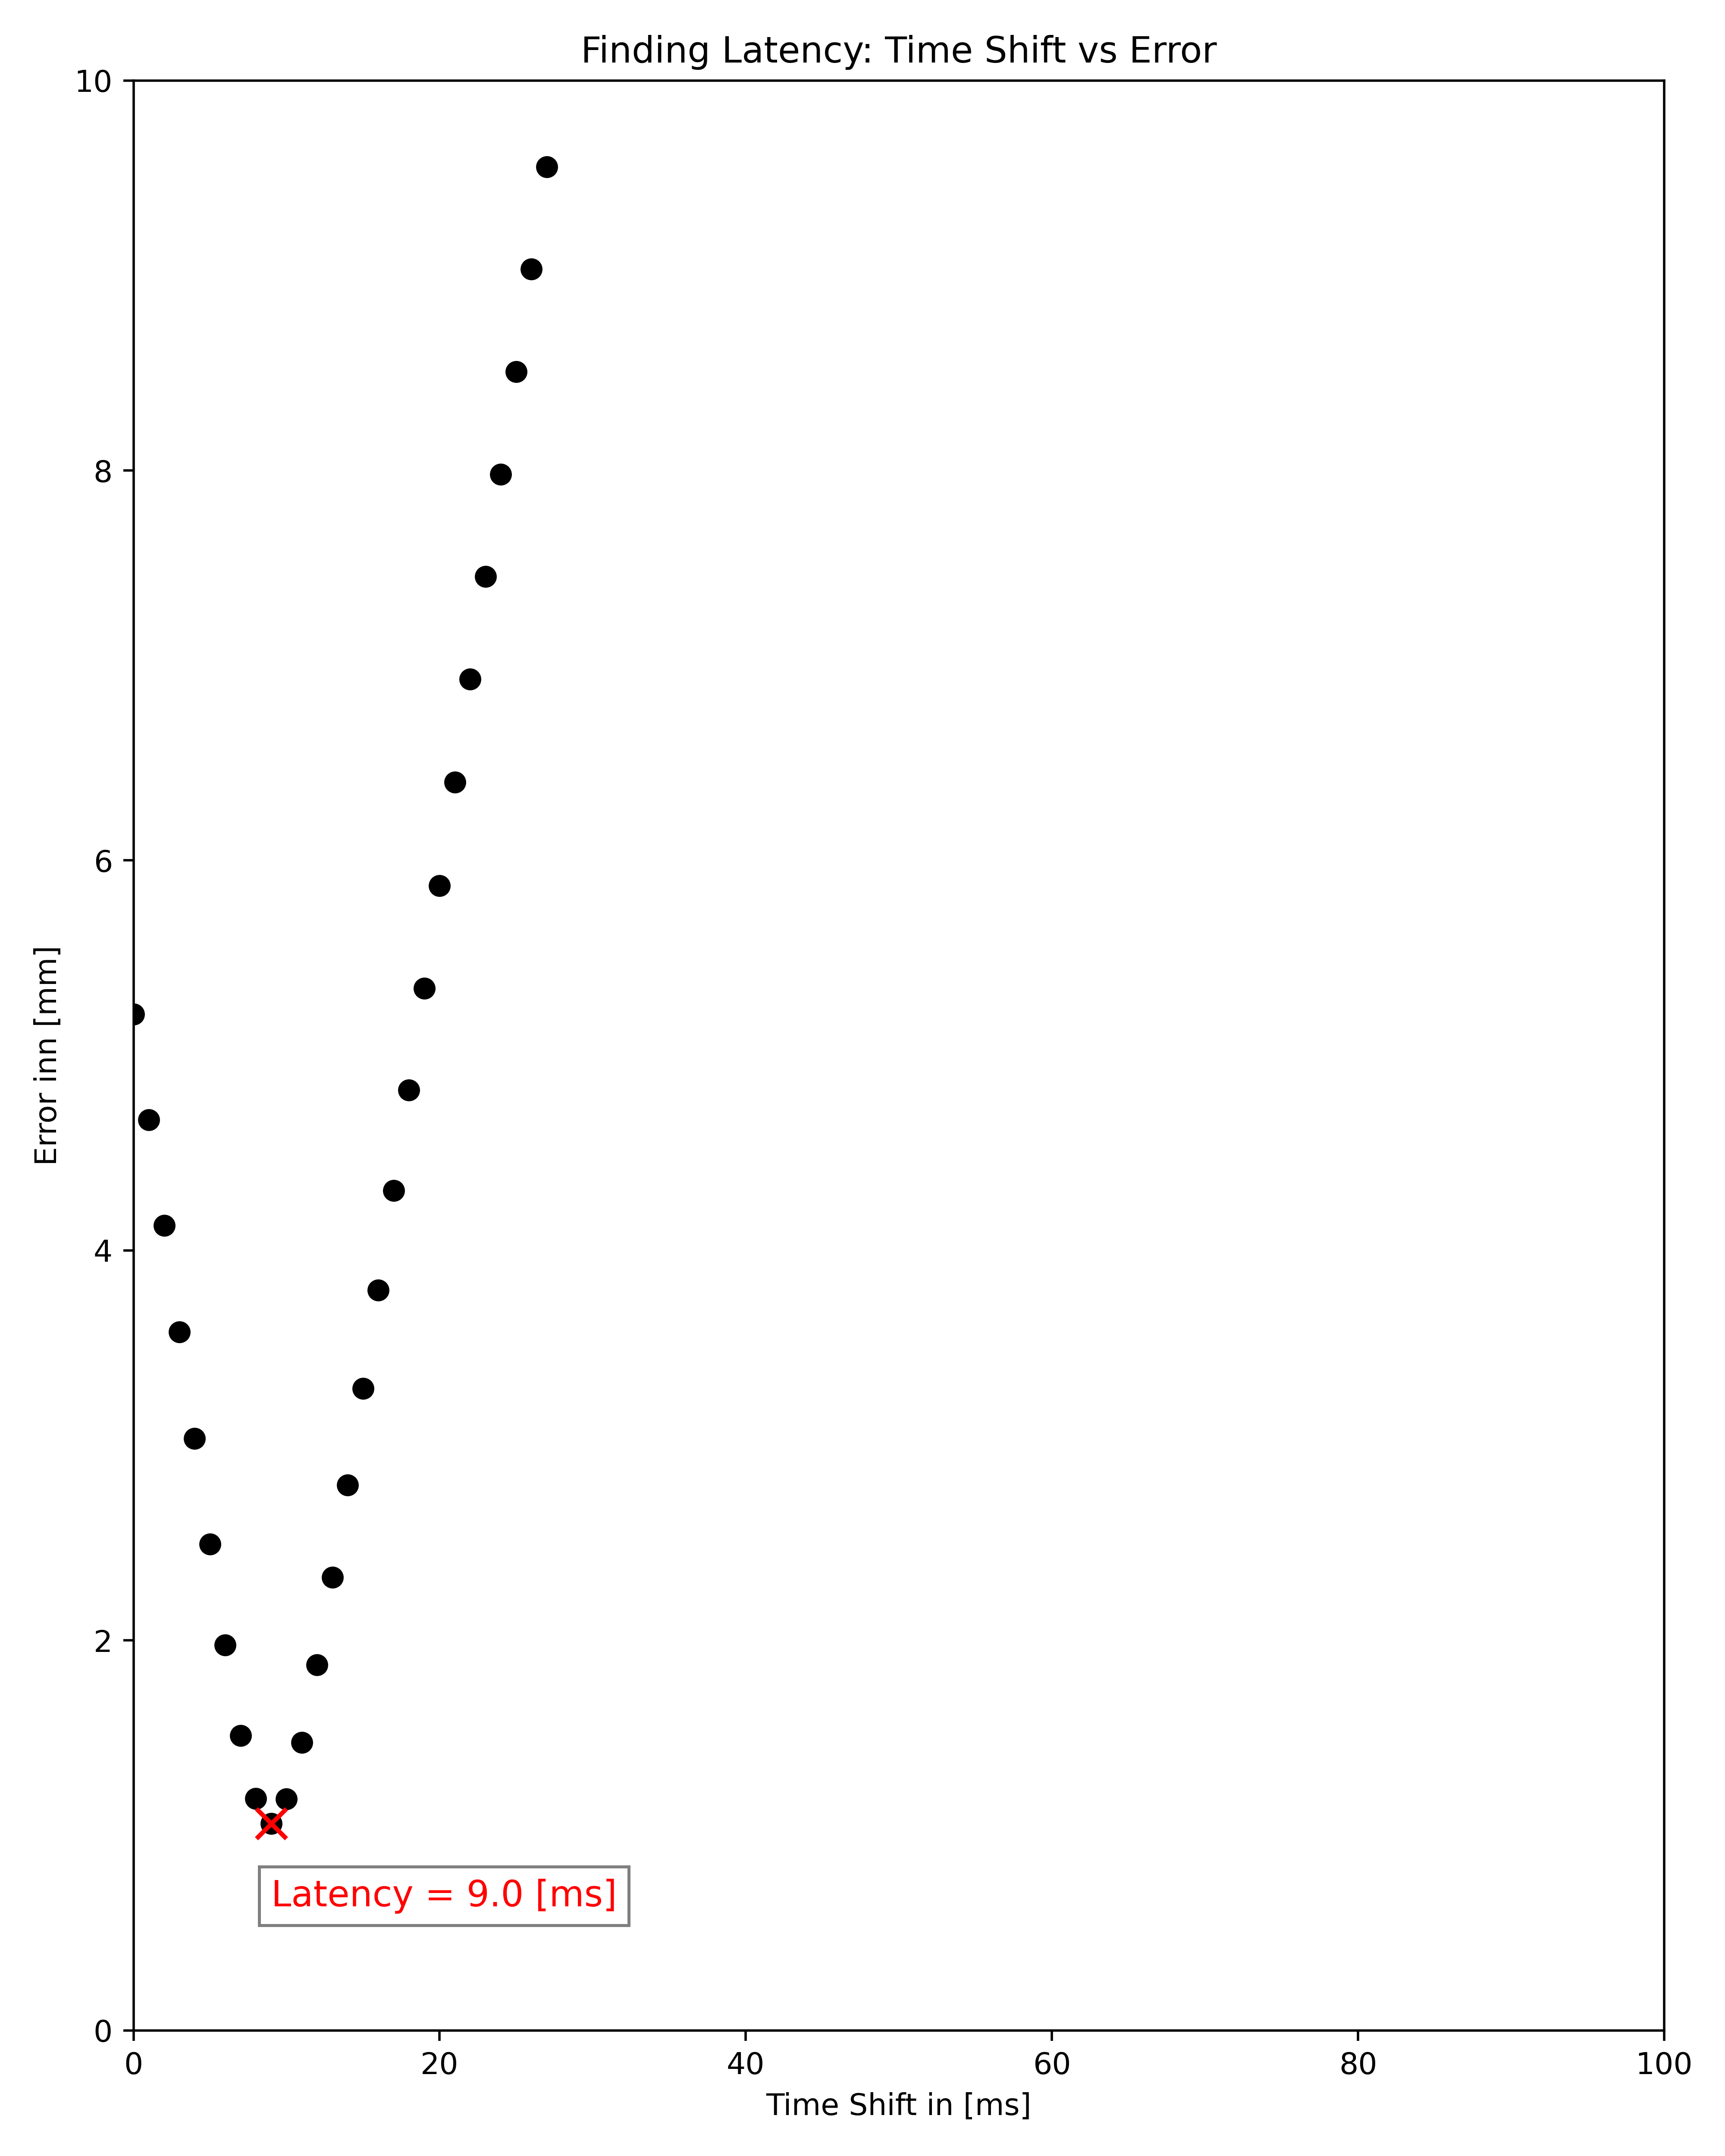 Finding Latency: Time Shift vs Error
10
8
6
4
2
0
Error inn [mm]
Latency = 9.0 [ms]
0 20 40 60 80 100
Time Shift in [ms]